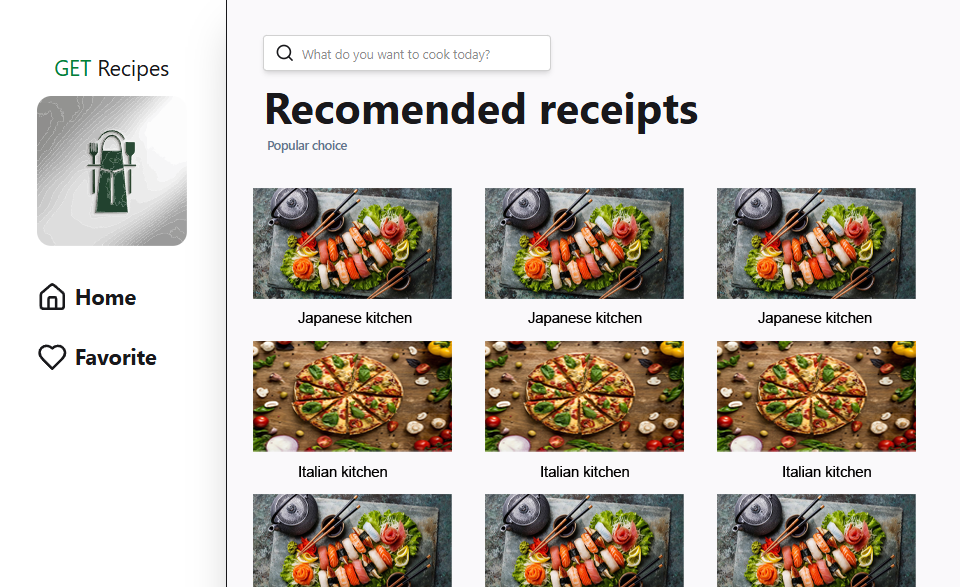 GET Recipes
Home
Favorite
What do you want to cook today?
Recomended receipts
Popular choice
Japanese kitchen
Japanese kitchen
Japanese kitchen
Italian kitchen
Italian kitchen
Italian kitchen